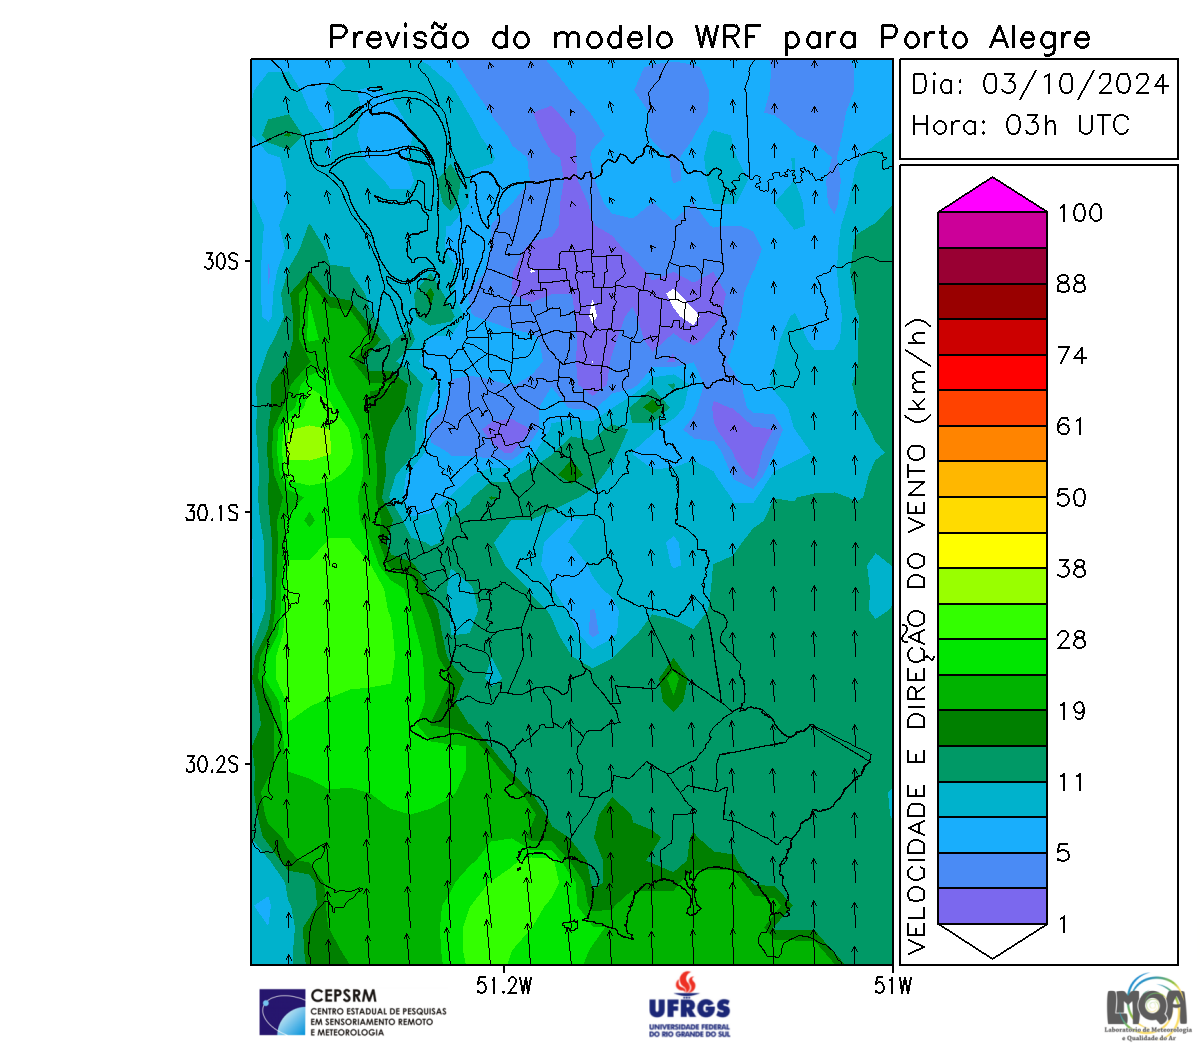 Previsão do modelo WRF para Porto Alegre
Dia: 03/10/2024
Hora: 03h UTC
30S
30.1S
30.2S
51.2W
51W
VELOCIDADE E DIREÇÃO DO VENTO (km/h)
100
88
74
61
50
38
28
19
11
5
1
CEPSRM
CENTRO ESTADUAL DE PESQUISAS
EM SENSORIAMENTO REMOTO
E METEOROLOGIA
UFRGS
UNIVERSIDADE FEDERAL
DO RIO GRANDE DO SUL
LMQA
Laboratório de Meteorologia
e Qualidade do Ar